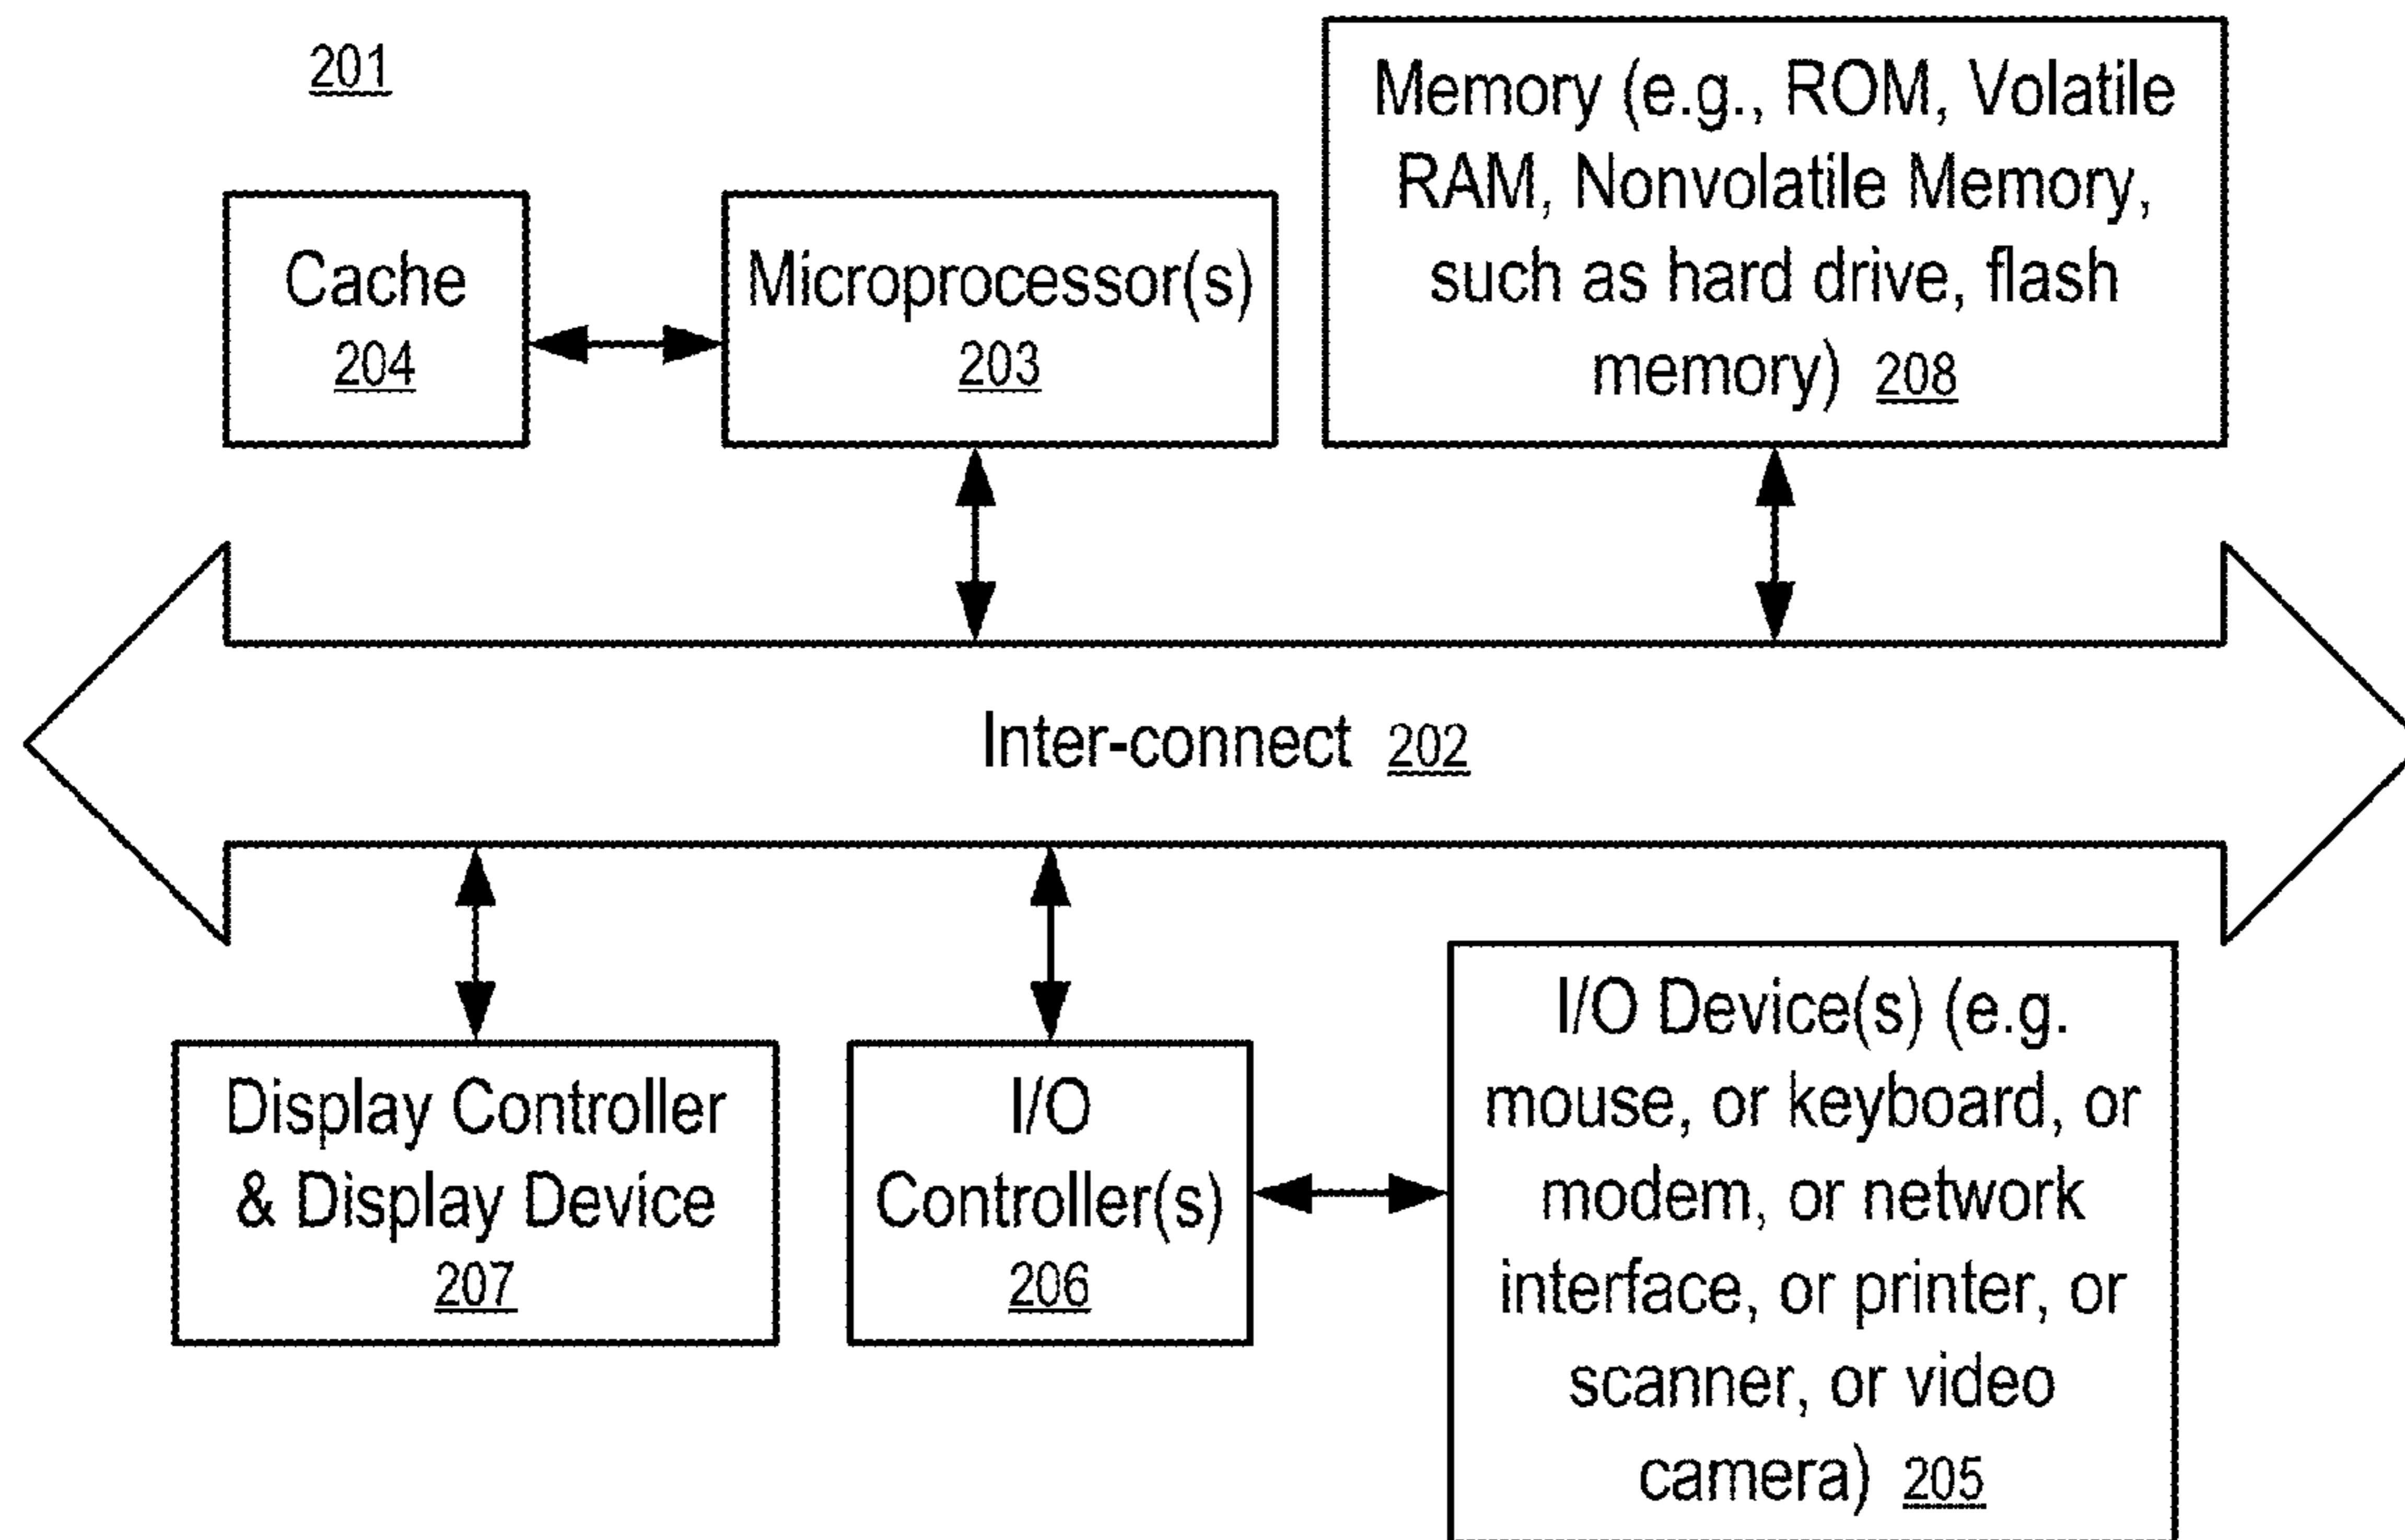 201
Cache
204
Microprocessor(s)
203
Memory (e.g., ROM, Volatile
RAM, Nonvolatile Memory,
such as hard drive, flash
memory) 208
Inter-connect 202
Display Controller
& Display Device
207
I/O
Controller(s)
206
I/O Device(s) (e.g.
mouse, or keyboard, or
modem, or network
interface, or printer, or
scanner, or video
camera) 205